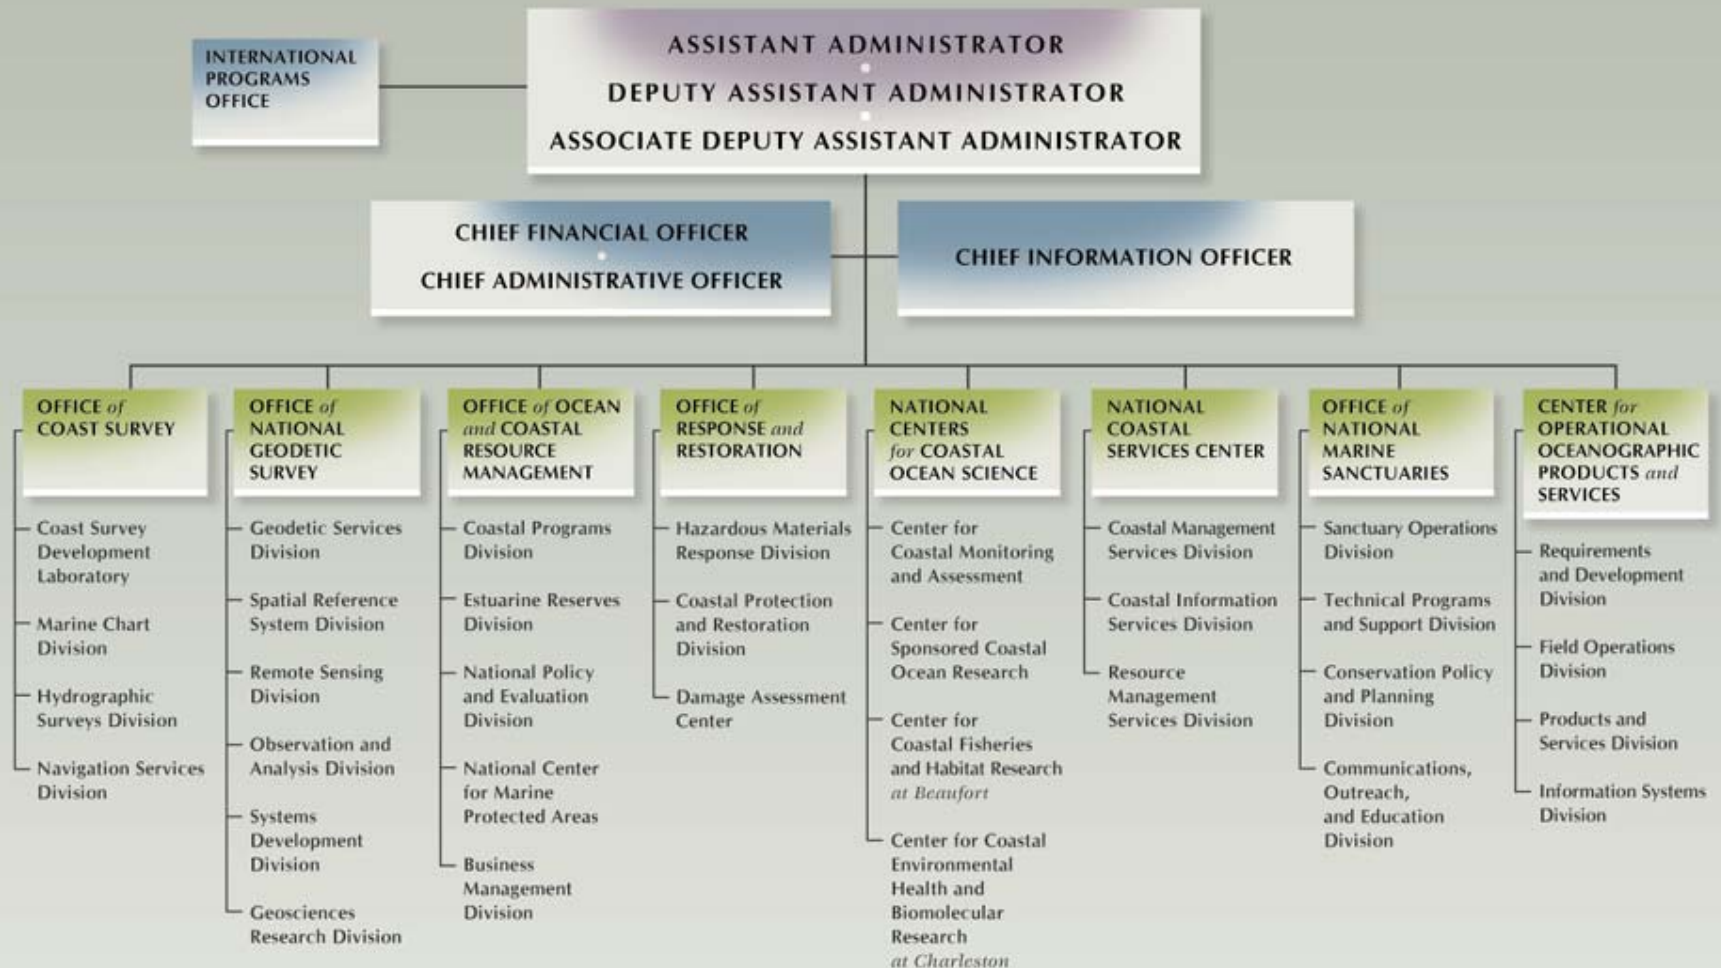 INTERNATIONAL
PROGRAMS
OFFICE
ASSISTANT ADMINISTRATOR
DEPUTY ASSISTANT ADMINISTRATOR
ASSOCIATE DEPUTY ASSISTANT ADMINISTRATOR
CHIEF FINANCIAL OFFICER
CHIEF ADMINISTRATIVE OFFICER
CHIEF INFORMATION OFFICER
OFFICE of
COAST SURVEY
Coast Survey
Development
Laboratory
Marine Chart
Division
Hydrographic
Surveys Division
Navigation Services
Division
OFFICE of
NATIONAL
GEODETIC
SURVEY
Geodetic Services
Division
Spatial Reference
System Division
Remote Sensing
Division
Observation and
Analysis Division
Systems
Development
Division
Geosciences
Research Division
OFFICE of OCEAN
and COASTAL
RESOURCE
MANAGEMENT
Coastal Programs
Division
Estuarine Reserves
Division
National Policy
and Evaluation
Division
National Center
for Marine
Protected Areas
Business
Management
Division
OFFICE of
RESPONSE and
RESTORATION
Hazardous Materials
Response Division
Coastal Protection
and Restoration
Division
Damage Assessment
Center
NATIONAL
CENTERS
for COASTAL
OCEAN SCIENCE
Center for
Coastal Monitoring
and Assessment
Center for
Sponsored Coastal
Ocean Research
Center for
Coastal Fisheries
and Habitat Research
at Beaufort
Center for Coastal
Environmental
Health and
Biomolecular
Research
at Charleston
NATIONAL
COASTAL
SERVICES CENTER
Coastal Management
Services Division
Coastal Information
Services Division
Resource
Management
Services Division
OFFICE of
NATIONAL
MARINE
SANCTUARIES
Sanctuary Operations
Division
Technical Programs
and Support Division
Conservation Policy
and Planning
Division
Communications,
Outreach,
and Education
Division
CENTER for
OPERATIONAL
OCEANOGRAPHIC
PRODUCTS and
SERVICES
Requirements
and Development
Division
Field Operations
Division
Products and
Services Division
Information Systems
Division